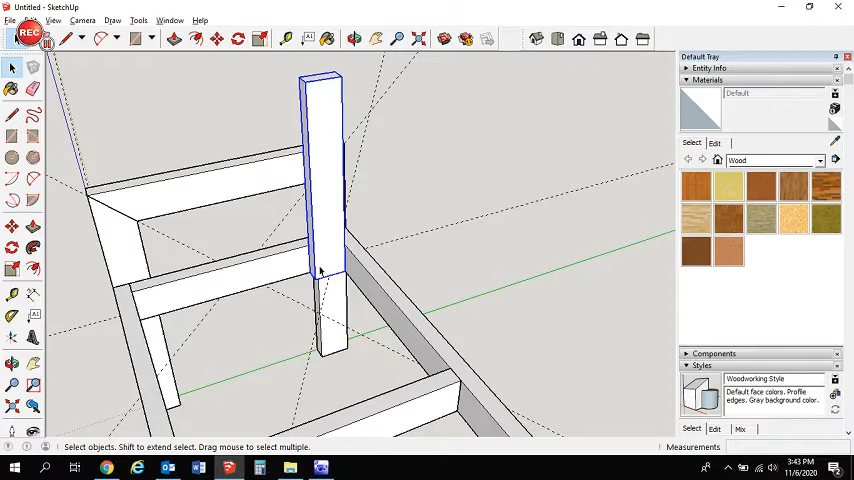 Untitled - SketchUp
File Edit View Camera Draw Tools Window Help
REC
Default Tray
Entity Info
Materials
Default
Select Edit
Wood
Components
Styles
Woodworking Style
Default face colors. Profile
edges. Gray background color.
Select Edit Mix
Select objects. Shift to extend select. Drag mouse to select multiple.
Measurements
3:43 PM
11/6/2020
2